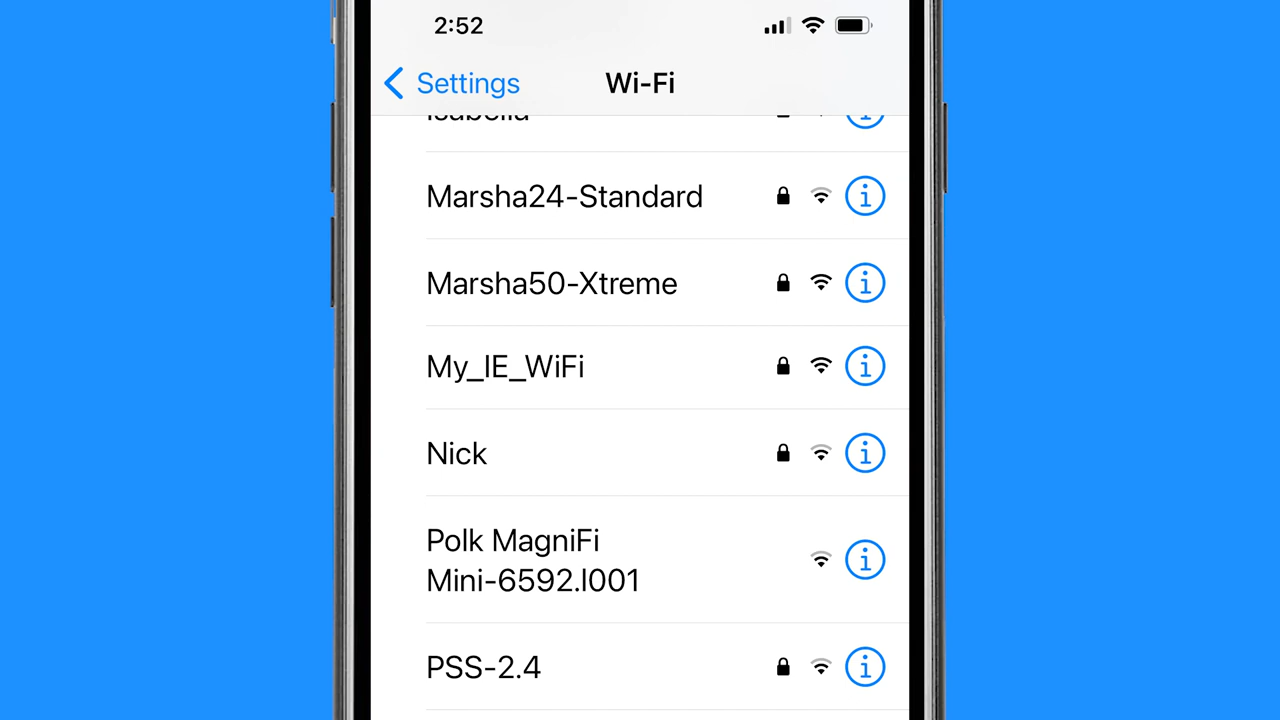 2:52
Settings
Wi-Fi
Isabella
Marsha24-Standard
Marsha50-Xtreme
My_IE_WiFi
Nick
Polk MagniFi
Mini-6592.l001
PSS-2.4